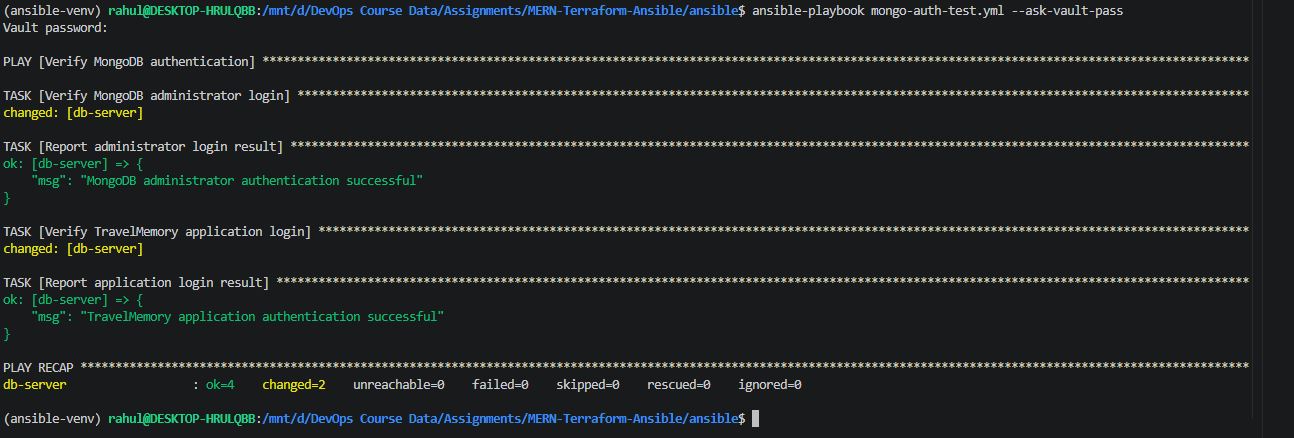 (ansible-venv) rahul@DESKTOP-HRULQBB:/mnt/d/DevOps Course Data/Assignments/MERN-Terraform-Ansible/ansible$ ansible-playbook mongo-auth-test.yml --ask-vault-pass
Vault password:
PLAY [Verify MongoDB authentication] *********************************************************************************************************************************************
TASK [Verify MongoDB administrator login] ****************************************************************************************************************************************
changed: [db-server]
TASK [Report administrator login result] *****************************************************************************************************************************************
ok: [db-server] => {
    "msg": "MongoDB administrator authentication successful"
}
TASK [Verify TravelMemory application login] *************************************************************************************************************************************
changed: [db-server]
TASK [Report application login result] *******************************************************************************************************************************************
ok: [db-server] => {
    "msg": "TravelMemory application authentication successful"
}
PLAY RECAP ***********************************************************************************************************************************************************************
db-server                  : ok=4    changed=2    unreachable=0    failed=0    skipped=0    rescued=0    ignored=0
(ansible-venv) rahul@DESKTOP-HRULQBB:/mnt/d/DevOps Course Data/Assignments/MERN-Terraform-Ansible/ansible$